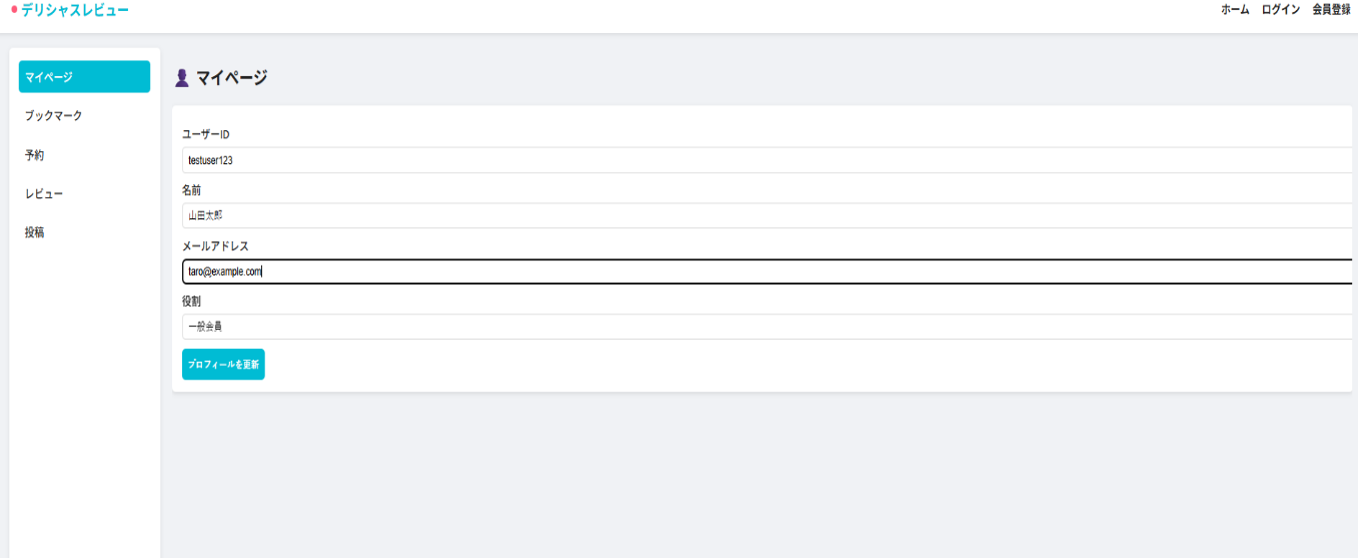 デリシャスレビュー
ホーム ログイン 会員登録
マイページ
ブックマーク
予約
レビュー
投稿
マイページ
ユーザーID
testuser123
名前
山田太郎
メールアドレス
taro@example.com
役割
一般会員
プロフィールを更新